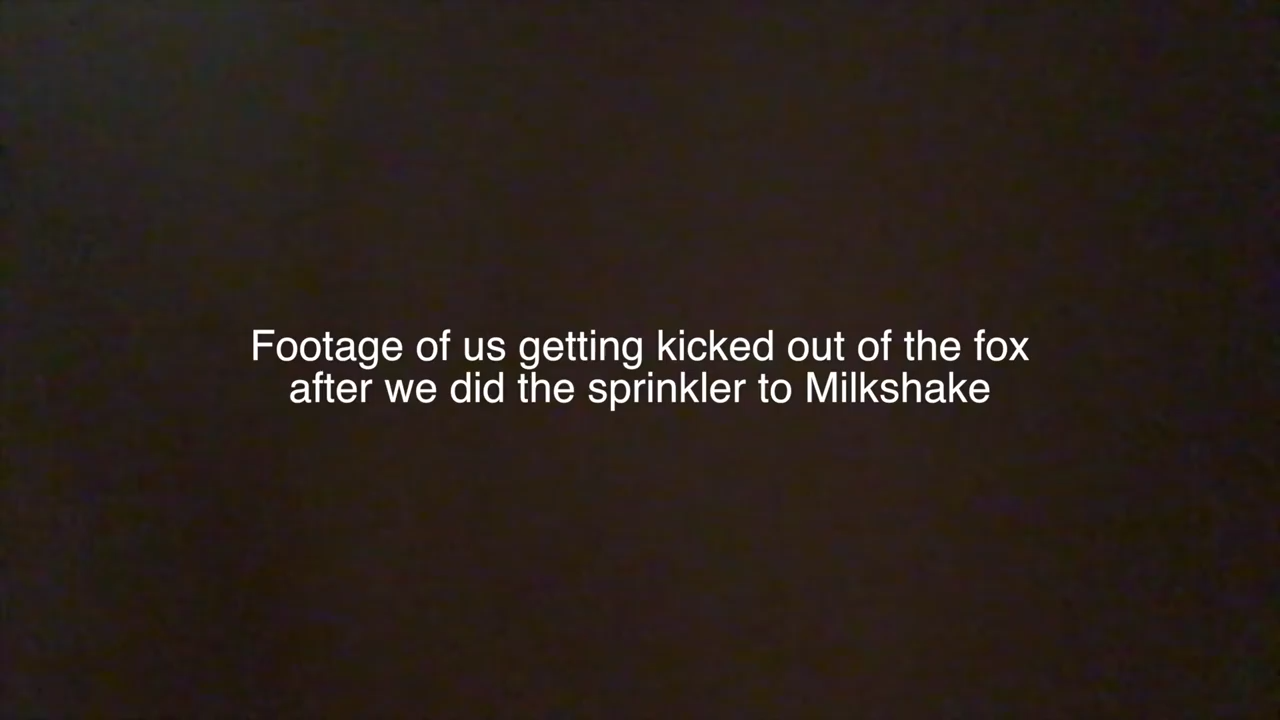 Footage of us getting kicked out of the fox
after we did the sprinkler to Milkshake